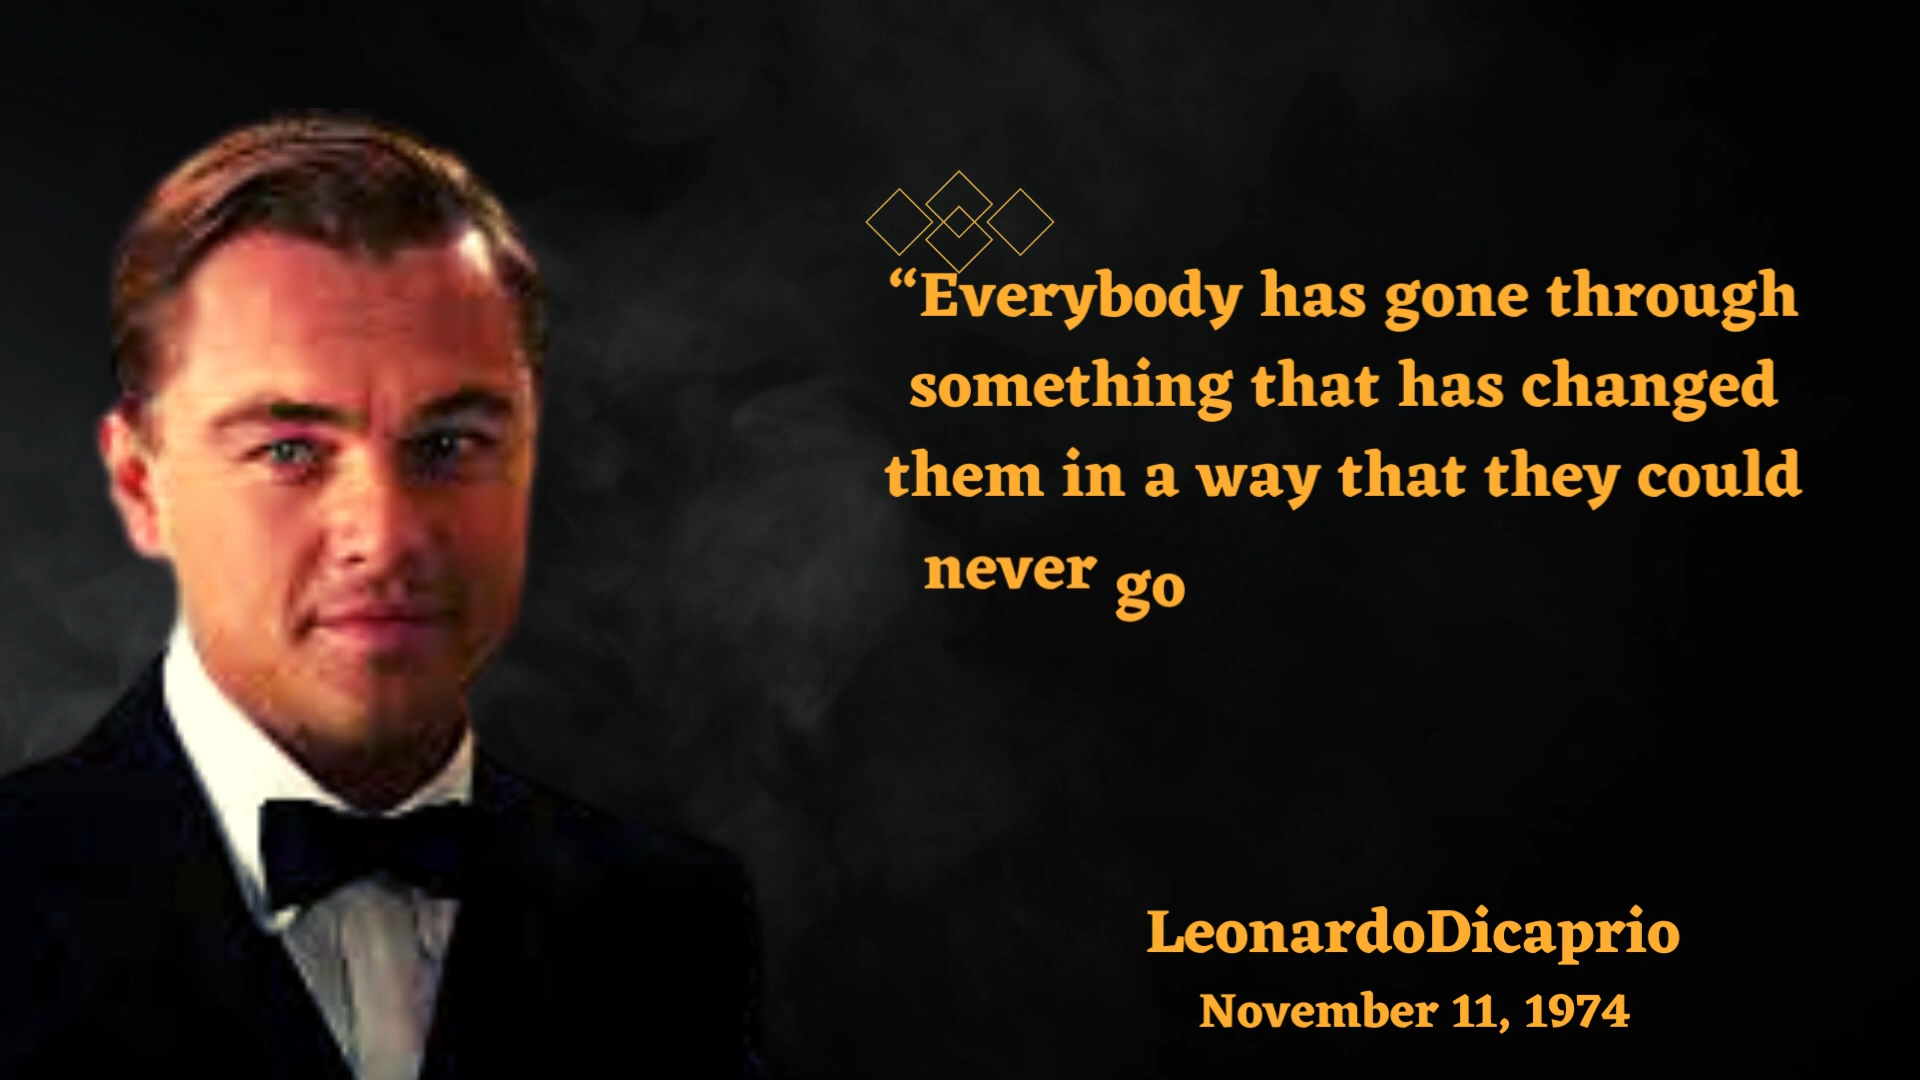 “Everybody has gone through
something that has changed
them in a way that they could
never go
LeonardoDicaprio
November 11, 1974